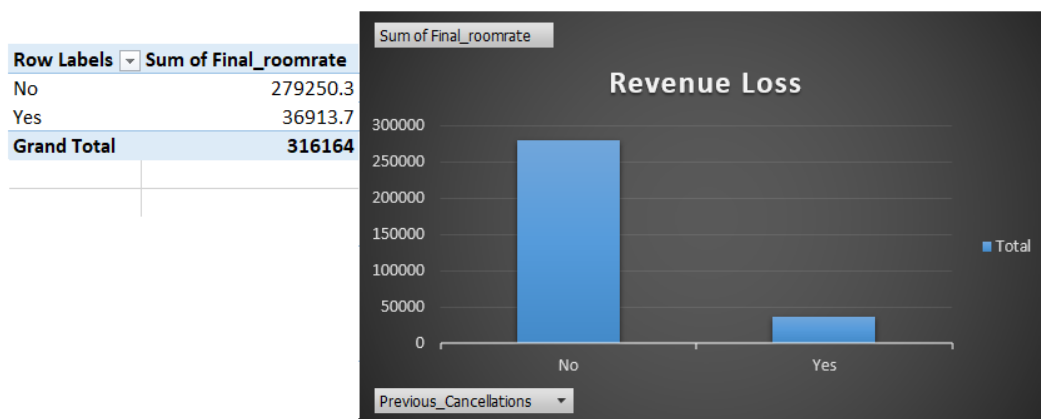 Row Labels Sum of Final_roomrate
No 279250.3
Yes 36913.7
Grand Total 316164
Sum of Final_roomrate
Revenue Loss
300000
250000
200000
150000
100000
50000
0
No Yes
Total
Previous_Cancellations